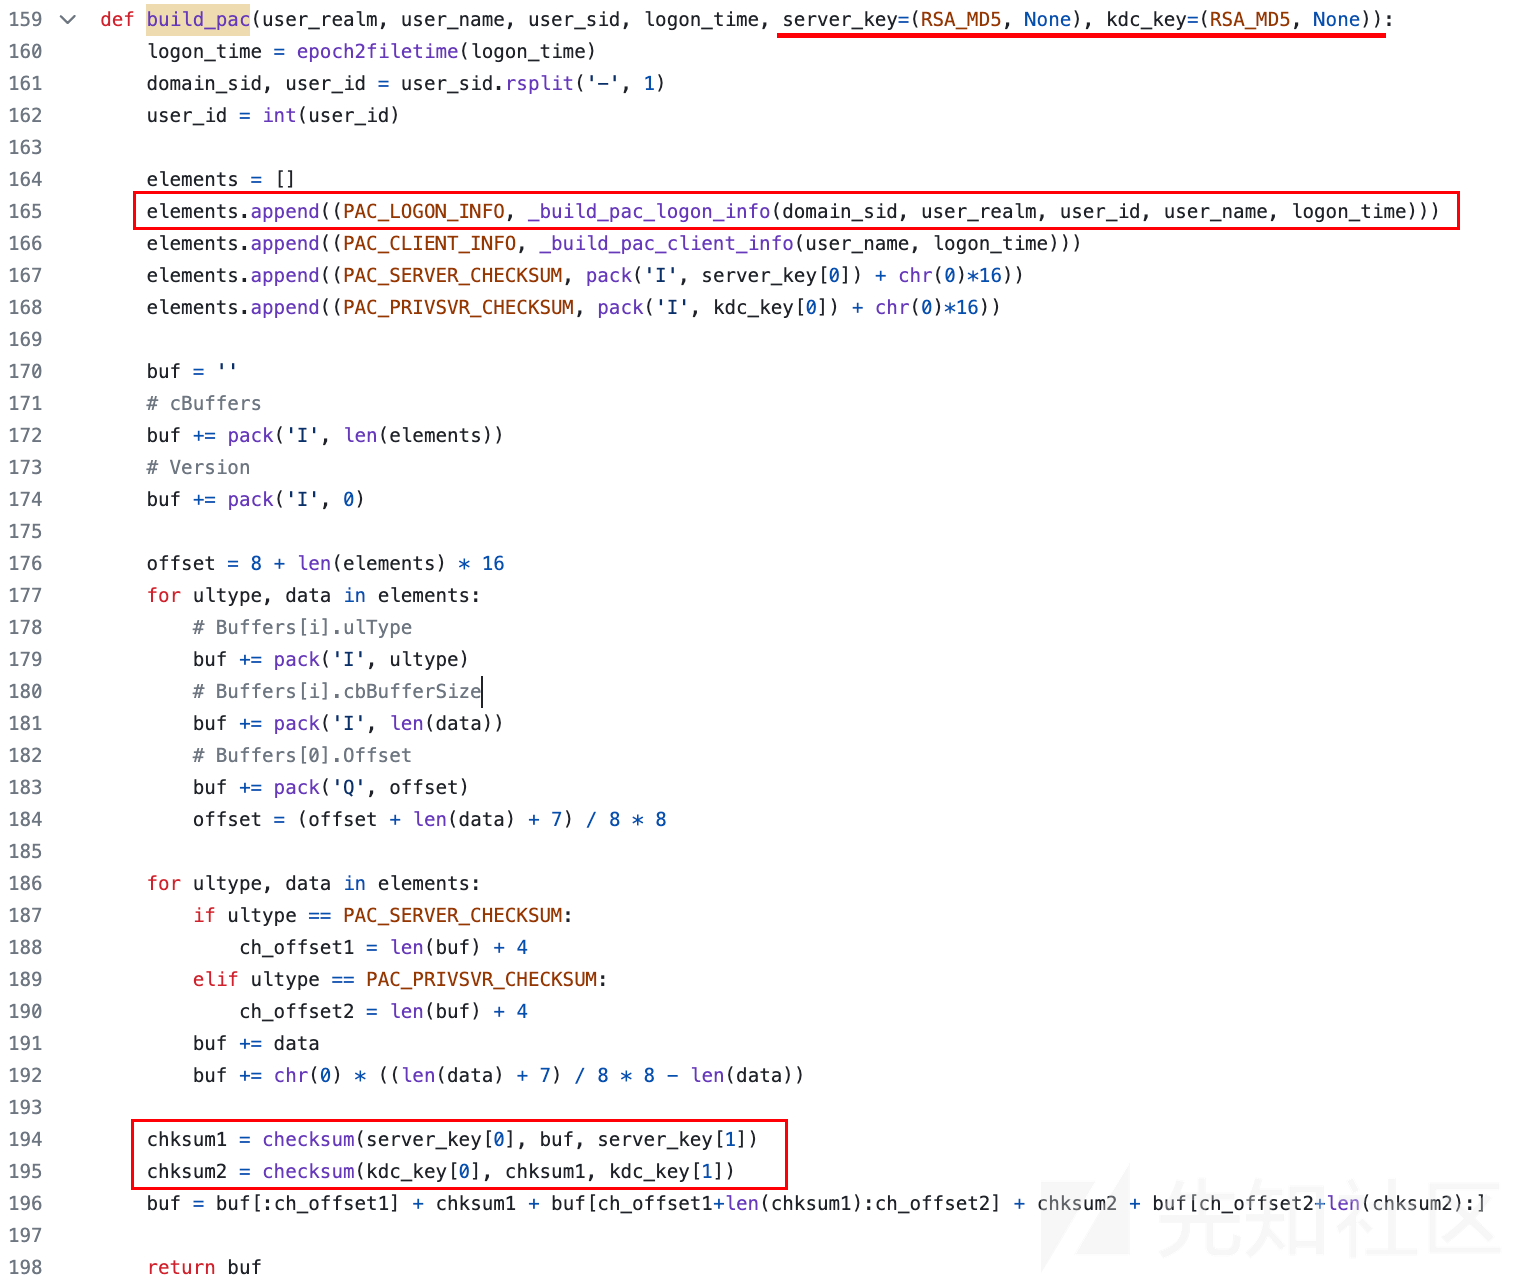 159 def build_pac(user_realm, user_name, user_sid, logon_time, server_key=(RSA_MD5, None), kdc_key=(RSA_MD5, None)):
160     logon_time = epoch2filetime(logon_time)
161     domain_sid, user_id = user_sid.rsplit('-', 1)
162     user_id = int(user_id)
163
164     elements = []
165     elements.append((PAC_LOGON_INFO, _build_pac_logon_info(domain_sid, user_realm, user_id, user_name, logon_time)))
166     elements.append((PAC_CLIENT_INFO, _build_pac_client_info(user_name, logon_time)))
167     elements.append((PAC_SERVER_CHECKSUM, pack('I', server_key[0]) + chr(0)*16))
168     elements.append((PAC_PRIVSVR_CHECKSUM, pack('I', kdc_key[0]) + chr(0)*16))
169
170     buf = ''
171     # cBuffers
172     buf += pack('I', len(elements))
173     # Version
174     buf += pack('I', 0)
175
176     offset = 8 + len(elements) * 16
177     for ultype, data in elements:
178         # Buffers[i].ulType
179         buf += pack('I', ultype)
180         # Buffers[i].cbBufferSize
181         buf += pack('I', len(data))
182         # Buffers[0].Offset
183         buf += pack('Q', offset)
184         offset = (offset + len(data) + 7) / 8 * 8
185
186     for ultype, data in elements:
187         if ultype == PAC_SERVER_CHECKSUM:
188             ch_offset1 = len(buf) + 4
189         elif ultype == PAC_PRIVSVR_CHECKSUM:
190             ch_offset2 = len(buf) + 4
191         buf += data
192         buf += chr(0) * ((len(data) + 7) / 8 * 8 - len(data))
193
194     chksum1 = checksum(server_key[0], buf, server_key[1])
195     chksum2 = checksum(kdc_key[0], chksum1, kdc_key[1])
196     buf = buf[:ch_offset1] + chksum1 + buf[ch_offset1+len(chksum1):ch_offset2] + chksum2 + buf[ch_offset2+len(chksum2):]
197
198     return buf
先知社区